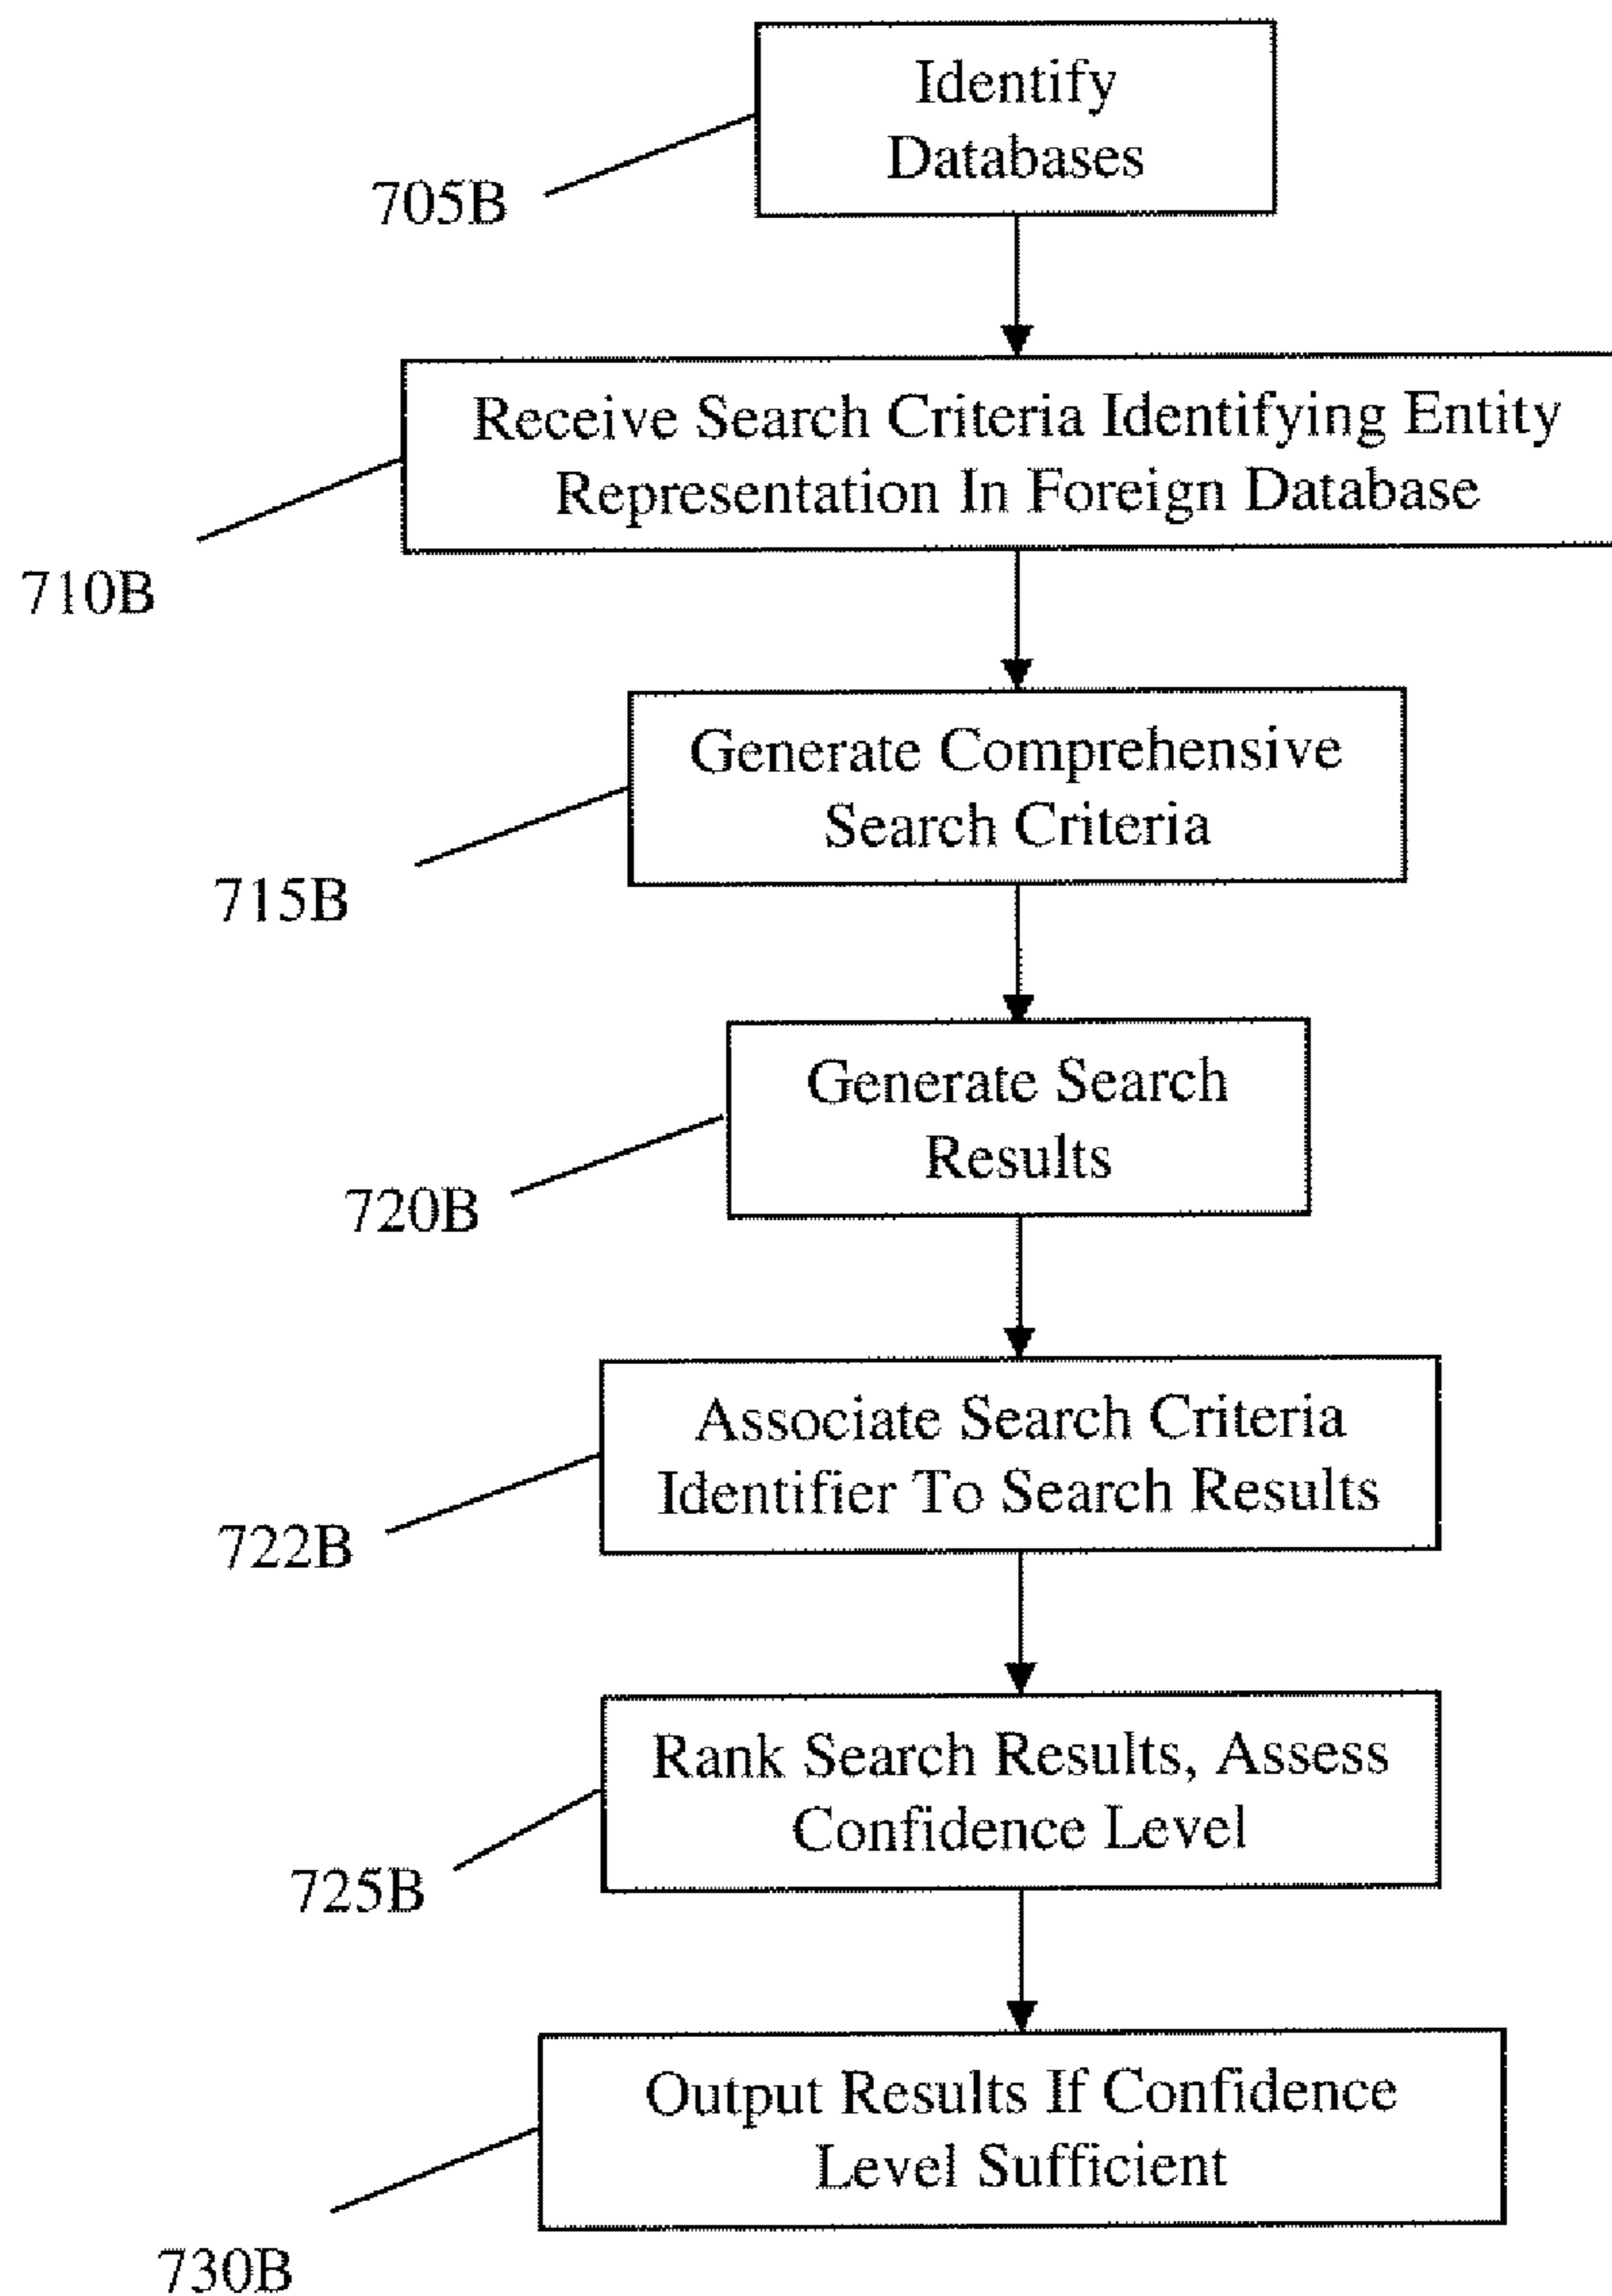 Identify
Databases
705B
Receive Search Criteria Identifying Entity
Representation In Foreign Database
710B
Generate Comprehensive
Search Criteria
715B
Generate Search
Results
720B
Associate Search Criteria
Identifier To Search Results
722B
Rank Search Results, Assess
Confidence Level
725B
Output Results If Confidence
Level Sufficient
730B